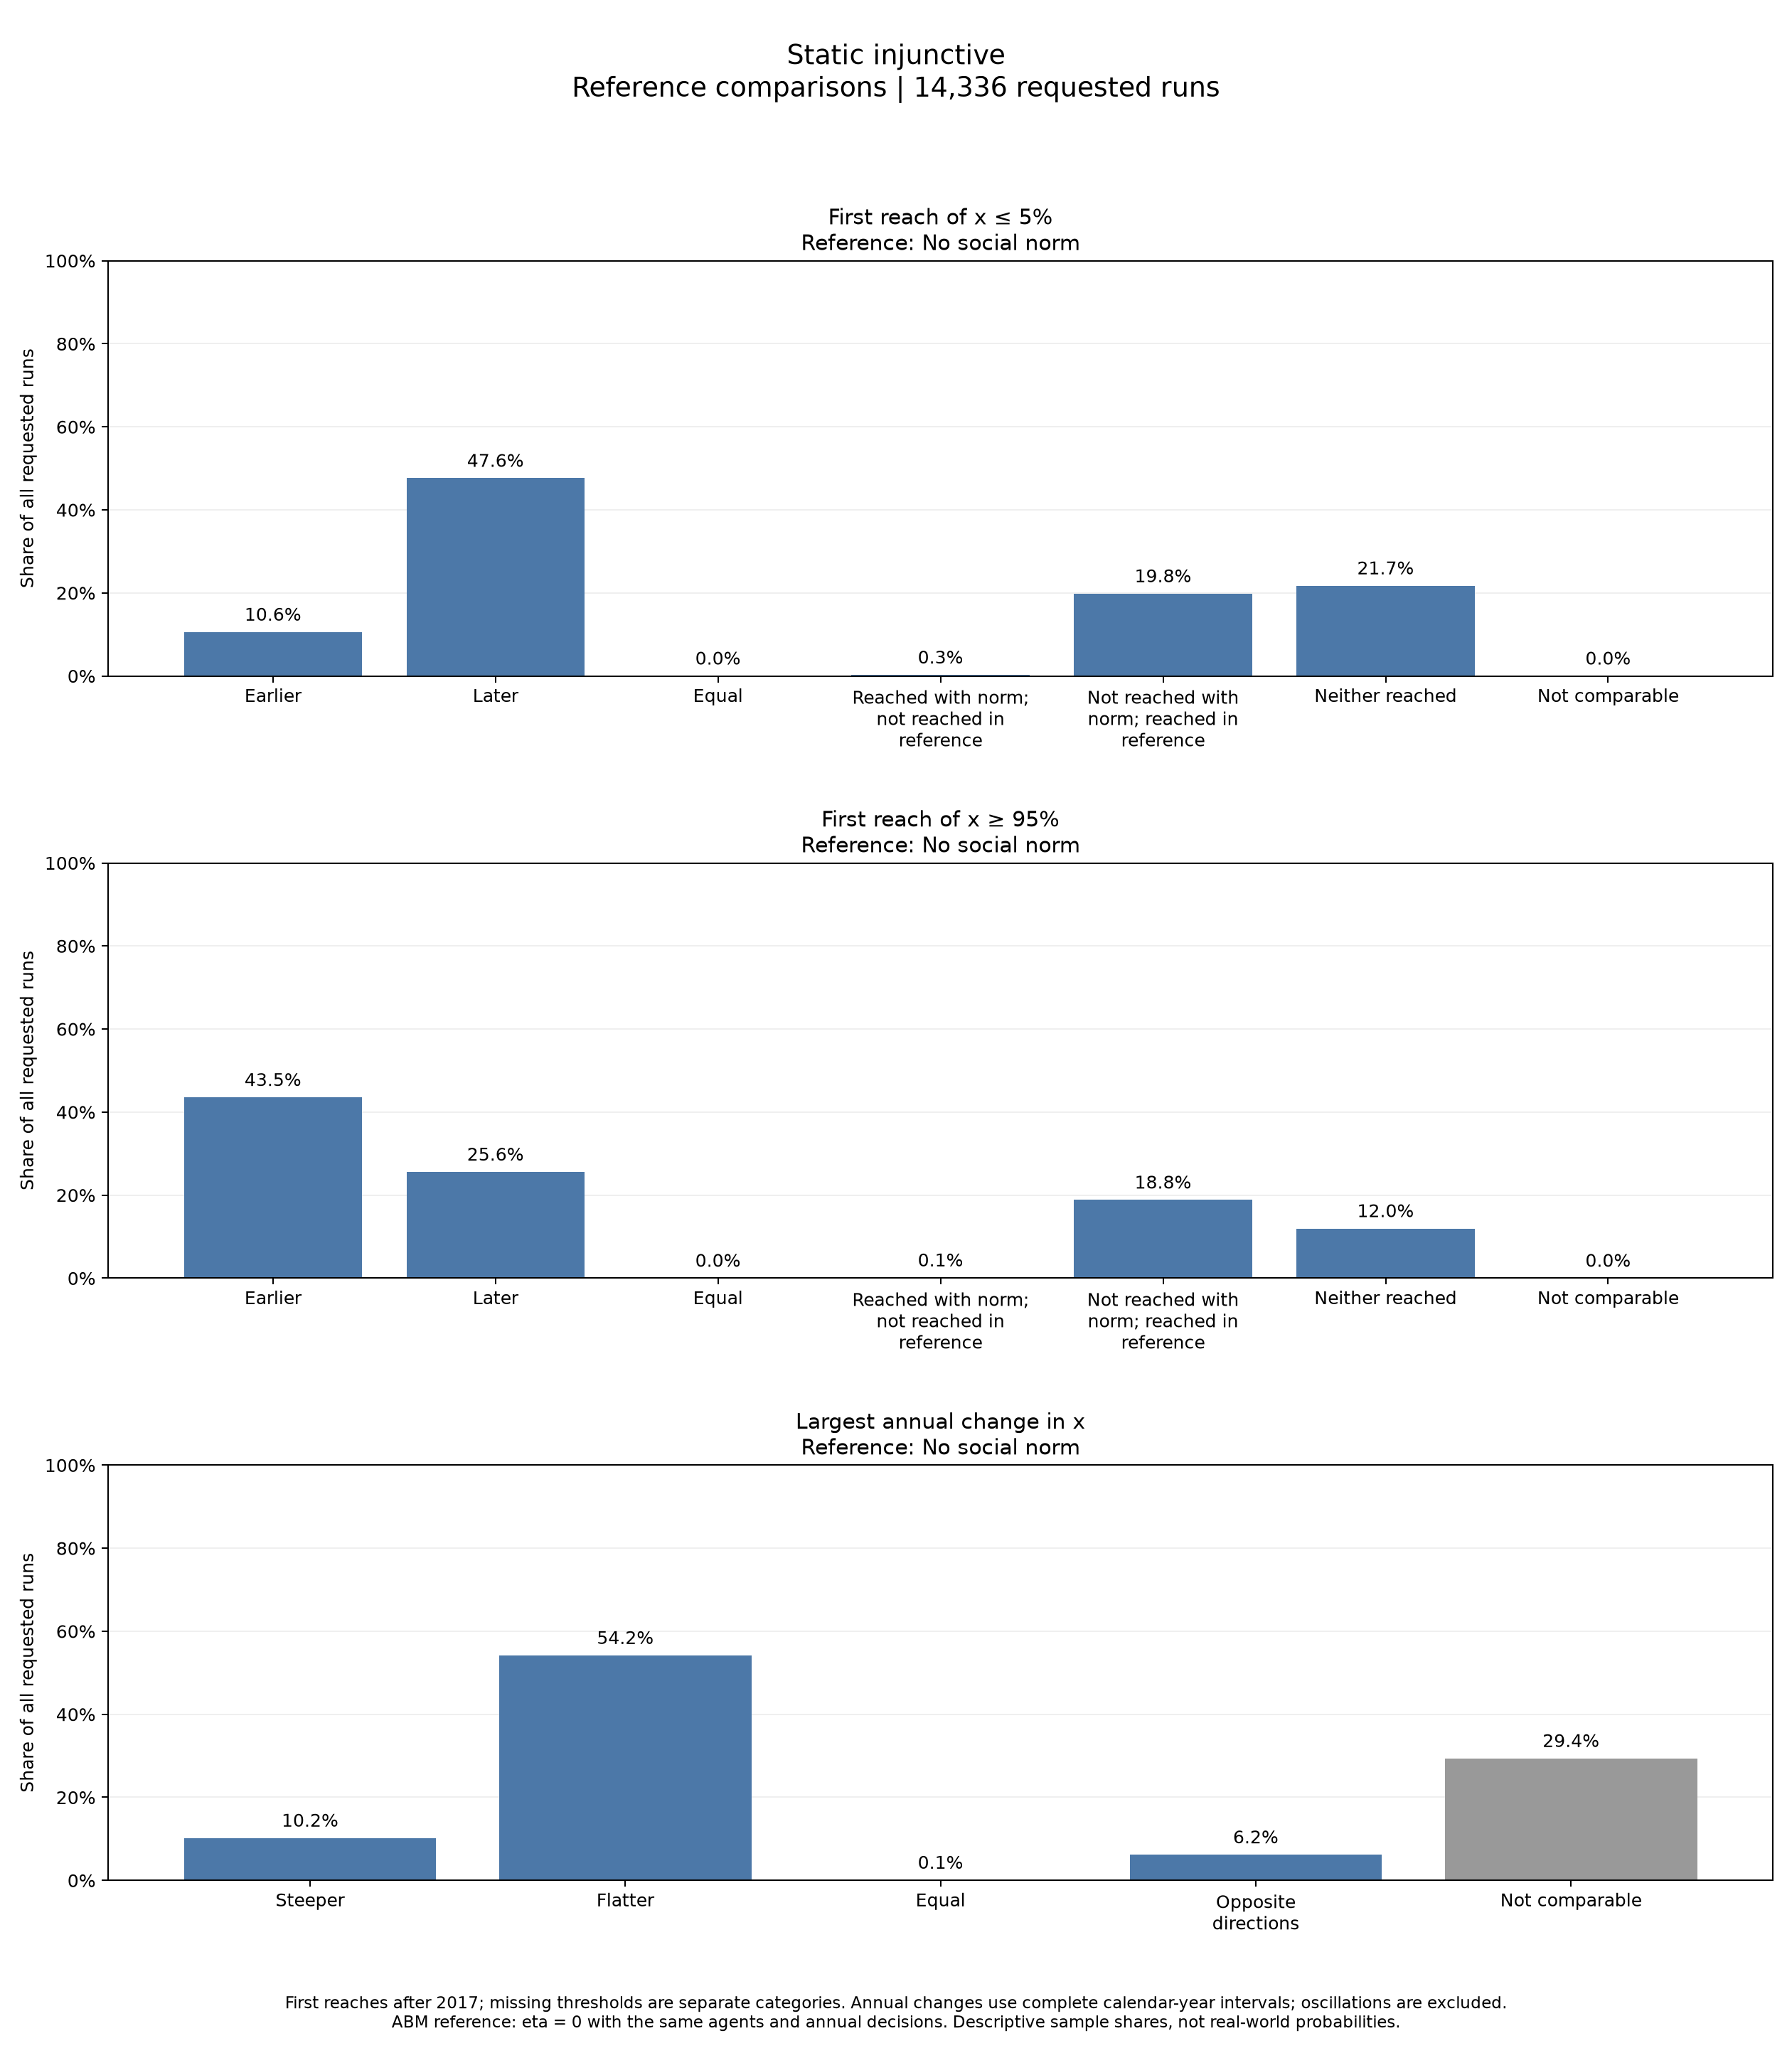 Static injunctive
Reference comparisons | 14,336 requested runs
First reach of x ≤ 5%
Reference: No social norm
Share of all requested runs
100%
80%
60%
40%
20%
0%
10.6%
47.6%
0.0%
0.3%
19.8%
21.7%
0.0%
Earlier
Later
Equal
Reached with norm;
not reached in
reference
Not reached with
norm; reached in
reference
Neither reached
Not comparable
First reach of x ≥ 95%
Reference: No social norm
Share of all requested runs
100%
80%
60%
40%
20%
0%
43.5%
25.6%
0.0%
0.1%
18.8%
12.0%
0.0%
Earlier
Later
Equal
Reached with norm;
not reached in
reference
Not reached with
norm; reached in
reference
Neither reached
Not comparable
Largest annual change in x
Reference: No social norm
Share of all requested runs
100%
80%
60%
40%
20%
0%
10.2%
54.2%
0.1%
6.2%
29.4%
Steeper
Flatter
Equal
Opposite
directions
Not comparable
First reaches after 2017; missing thresholds are separate categories. Annual changes use complete calendar-year intervals; oscillations are excluded.
ABM reference: eta = 0 with the same agents and annual decisions. Descriptive sample shares, not real-world probabilities.